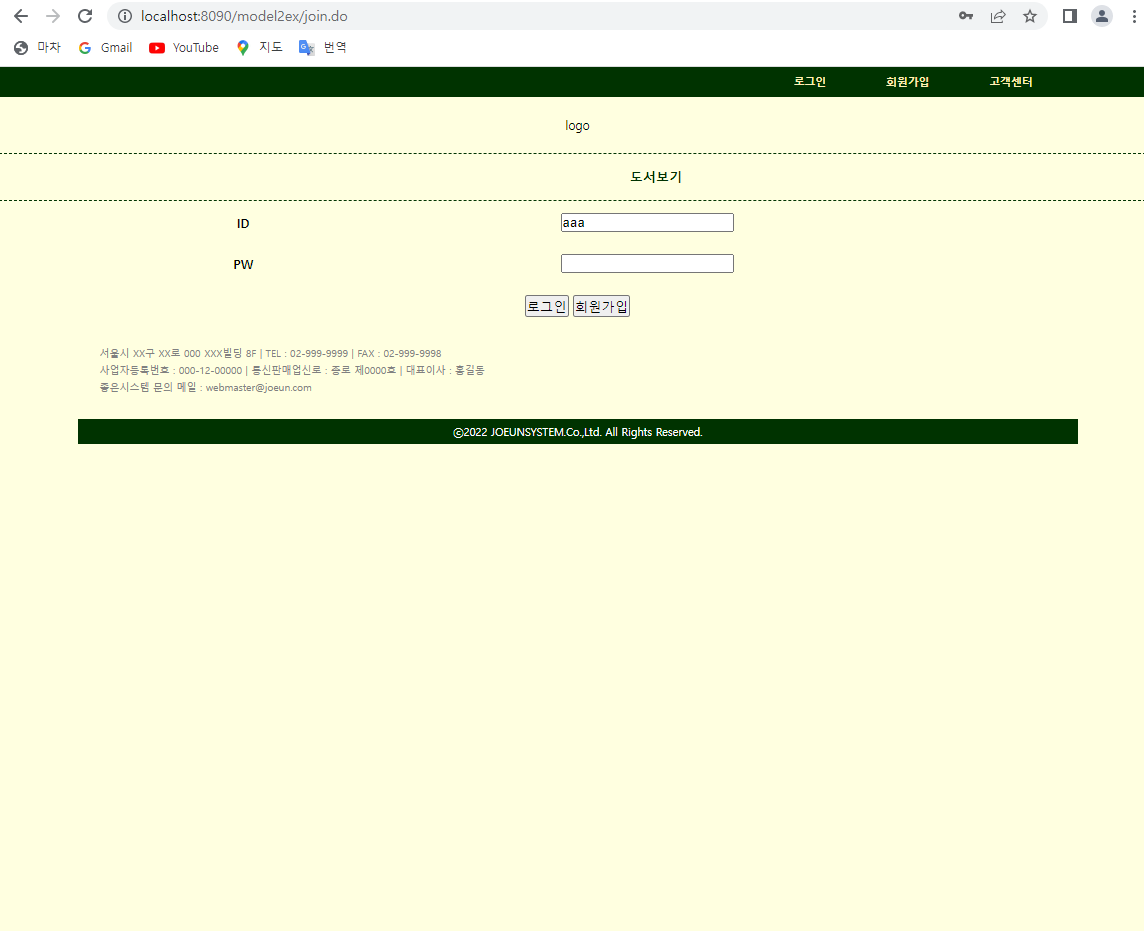 localhost:8090/model2ex/join.do
마차 Gmail YouTube 지도 번역
로그인 회원가입 고객센터
logo
도서보기
ID aaa
PW
로그인 회원가입
서울시 XX구 XX로 000 XXX빌딩 8F | TEL : 02-999-9999 | FAX : 02-999-9998
사업자등록번호 : 000-12-00000 | 통신판매업신로 : 종로 제0000호 | 대표이사 : 홍길동
좋은시스템 문의 메일 : webmaster@joeun.com
©2022 JOEUNSYSTEM.Co.,Ltd. All Rights Reserved.